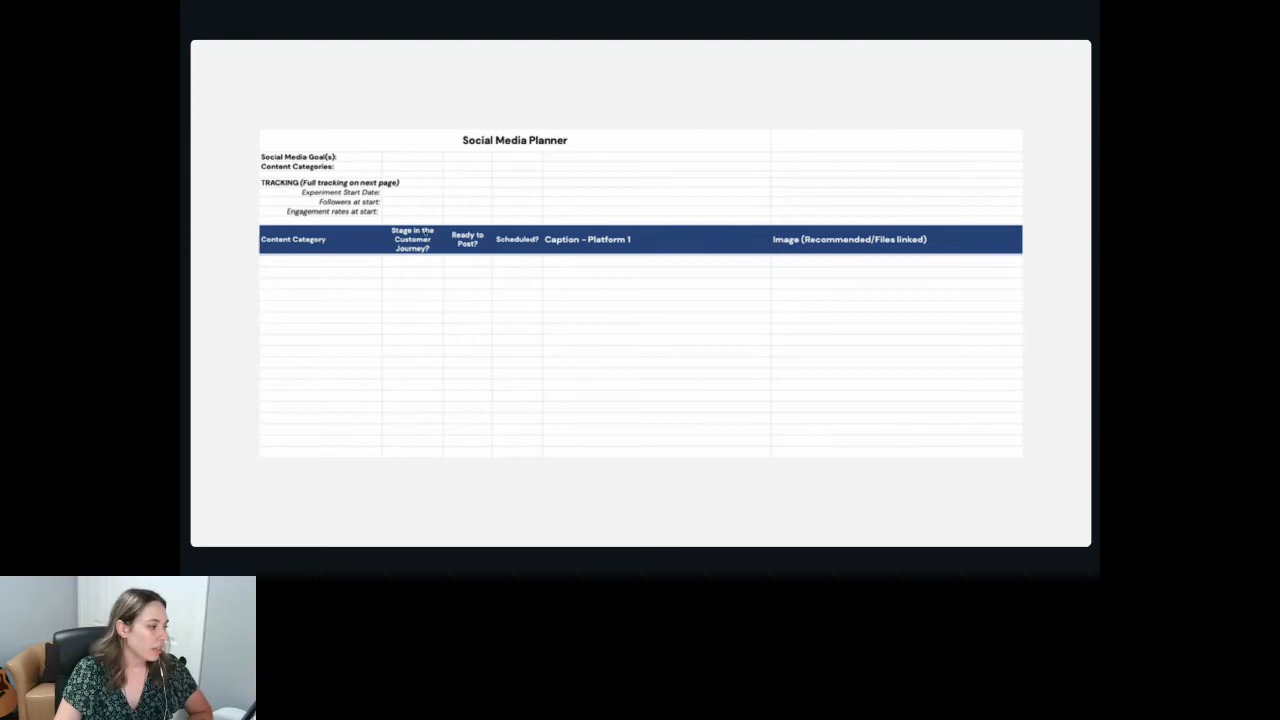 Social Media Planner
Social Media Goal(s):
Content Categories:
TRACKING (Full tracking on next page)
Experiment Start Date:
Followers at start:
Engagement rates at start:
Content Category
Stage in the
Customer
Journey?
Ready to
Post?
Scheduled?
Caption - Platform 1
Image (Recommended/Files linked)